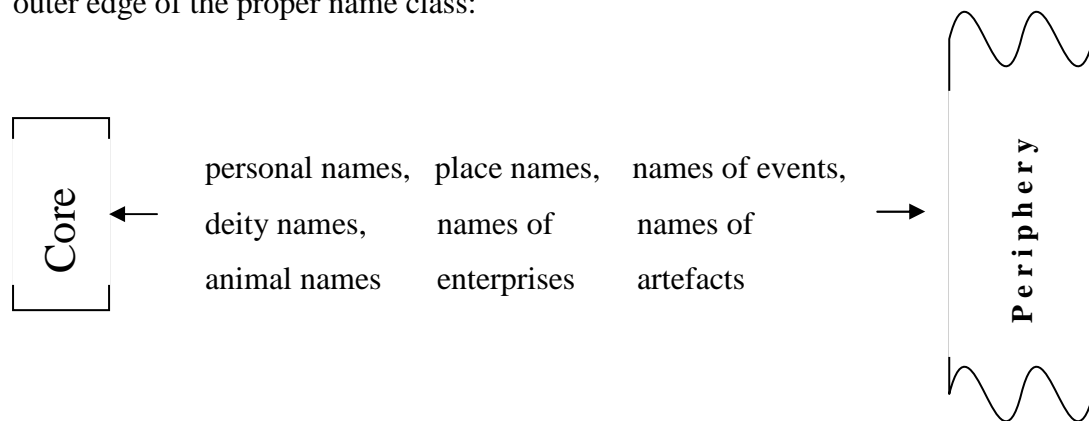 outer edge of the proper name class:
Core
personal names, place names, names of events,
deity names, names of names of
animal names enterprises artefacts
Periphery